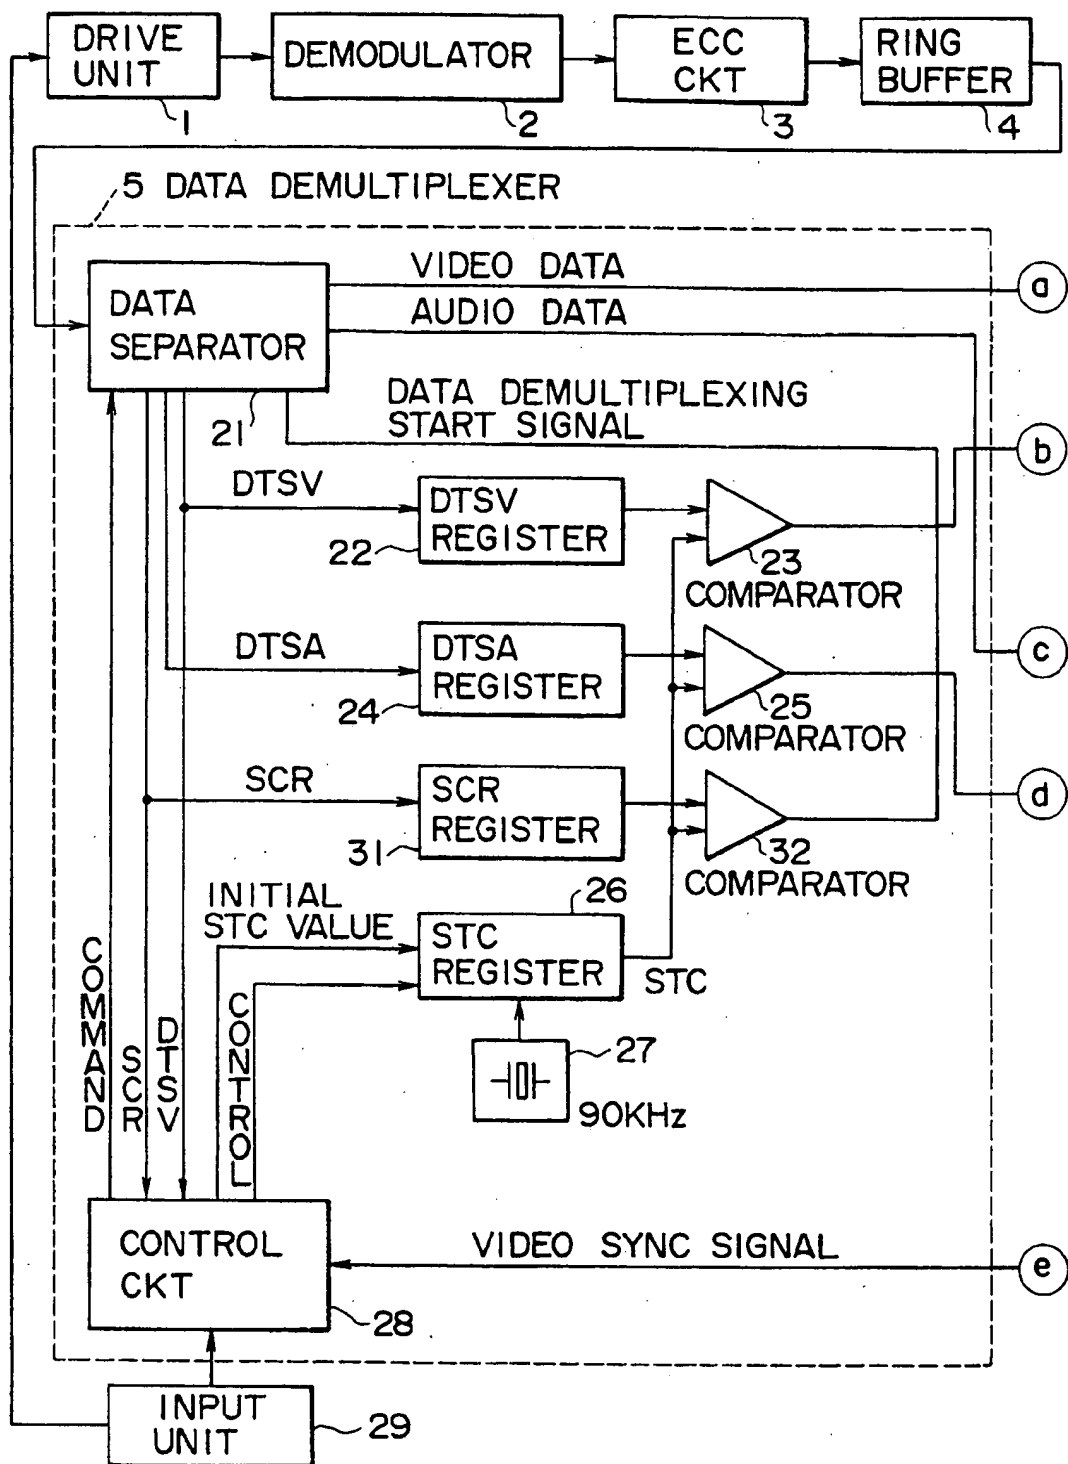 DRIVE
UNIT
1
DEMODULATOR
2
ECC
CKT
3
RING
BUFFER
4
5 DATA DEMULTIPLEXER
DATA
SEPARATOR
21
VIDEO DATA
a
AUDIO DATA
DATA DEMULTIPLEXING
START SIGNAL
b
DTSV
DTSV
REGISTER
22
23
COMPARATOR
DTSA
DTSA
REGISTER
24
25
COMPARATOR
c
SCR
SCR
REGISTER
31
32
COMPARATOR
d
INITIAL
STC VALUE
26
STC
REGISTER
STC
27
90KHz
COMMAND
SCR
DTSV
CONTROL
CONTROL
CKT
28
VIDEO SYNC SIGNAL
e
INPUT
UNIT
29